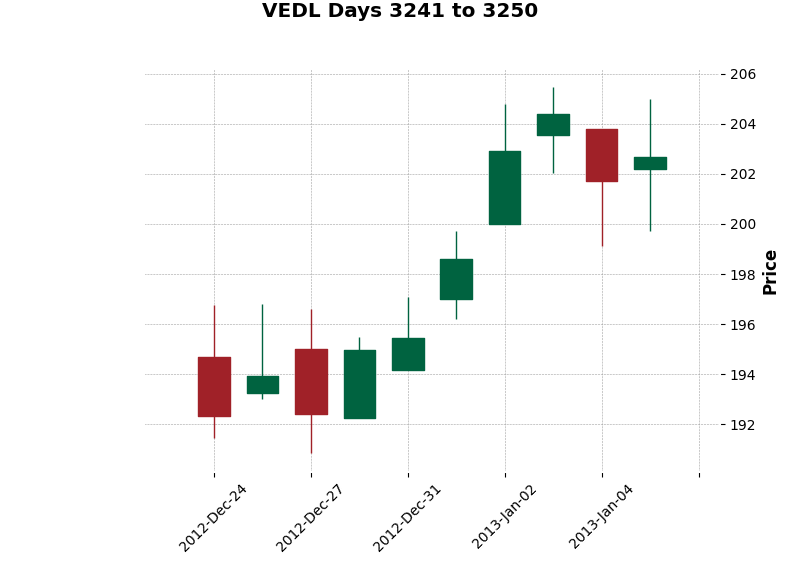 VEDL Days 3241 to 3250
206
204
202
200
198
196
194
192
Price
2012-Dec-24
2012-Dec-27
2012-Dec-31
2013-Jan-02
2013-Jan-04